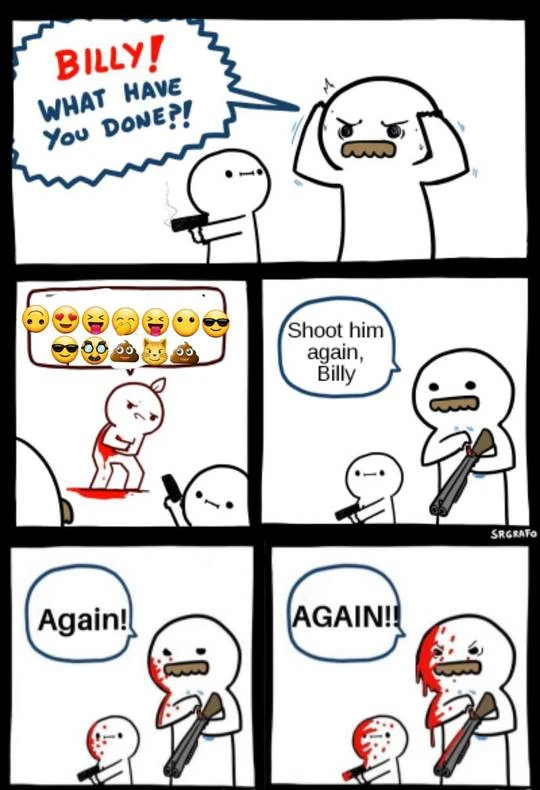 BILLY!
WHAT HAVE
YOU DONE?!
🙃😍😝🤭😝😶😎
😎🥸💩😼💩
Shoot him
again,
Billy
SRGRAFO
Again!
AGAIN!!